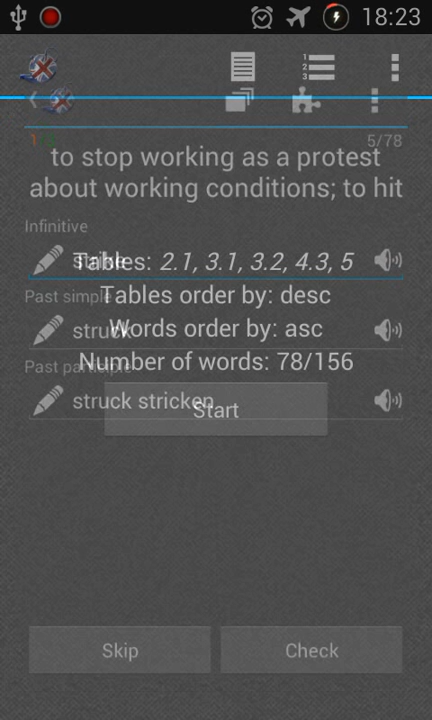 18:23
5/78
to stop working as a protest
about working conditions; to hit
Infinitive
strike
Tables: 2.1, 3.1, 3.2, 4.3, 5
Past simple
Tables order by: desc
struck
Words order by: asc
Past participle
Number of words: 78/156
struck stricken
Start
Skip
Check